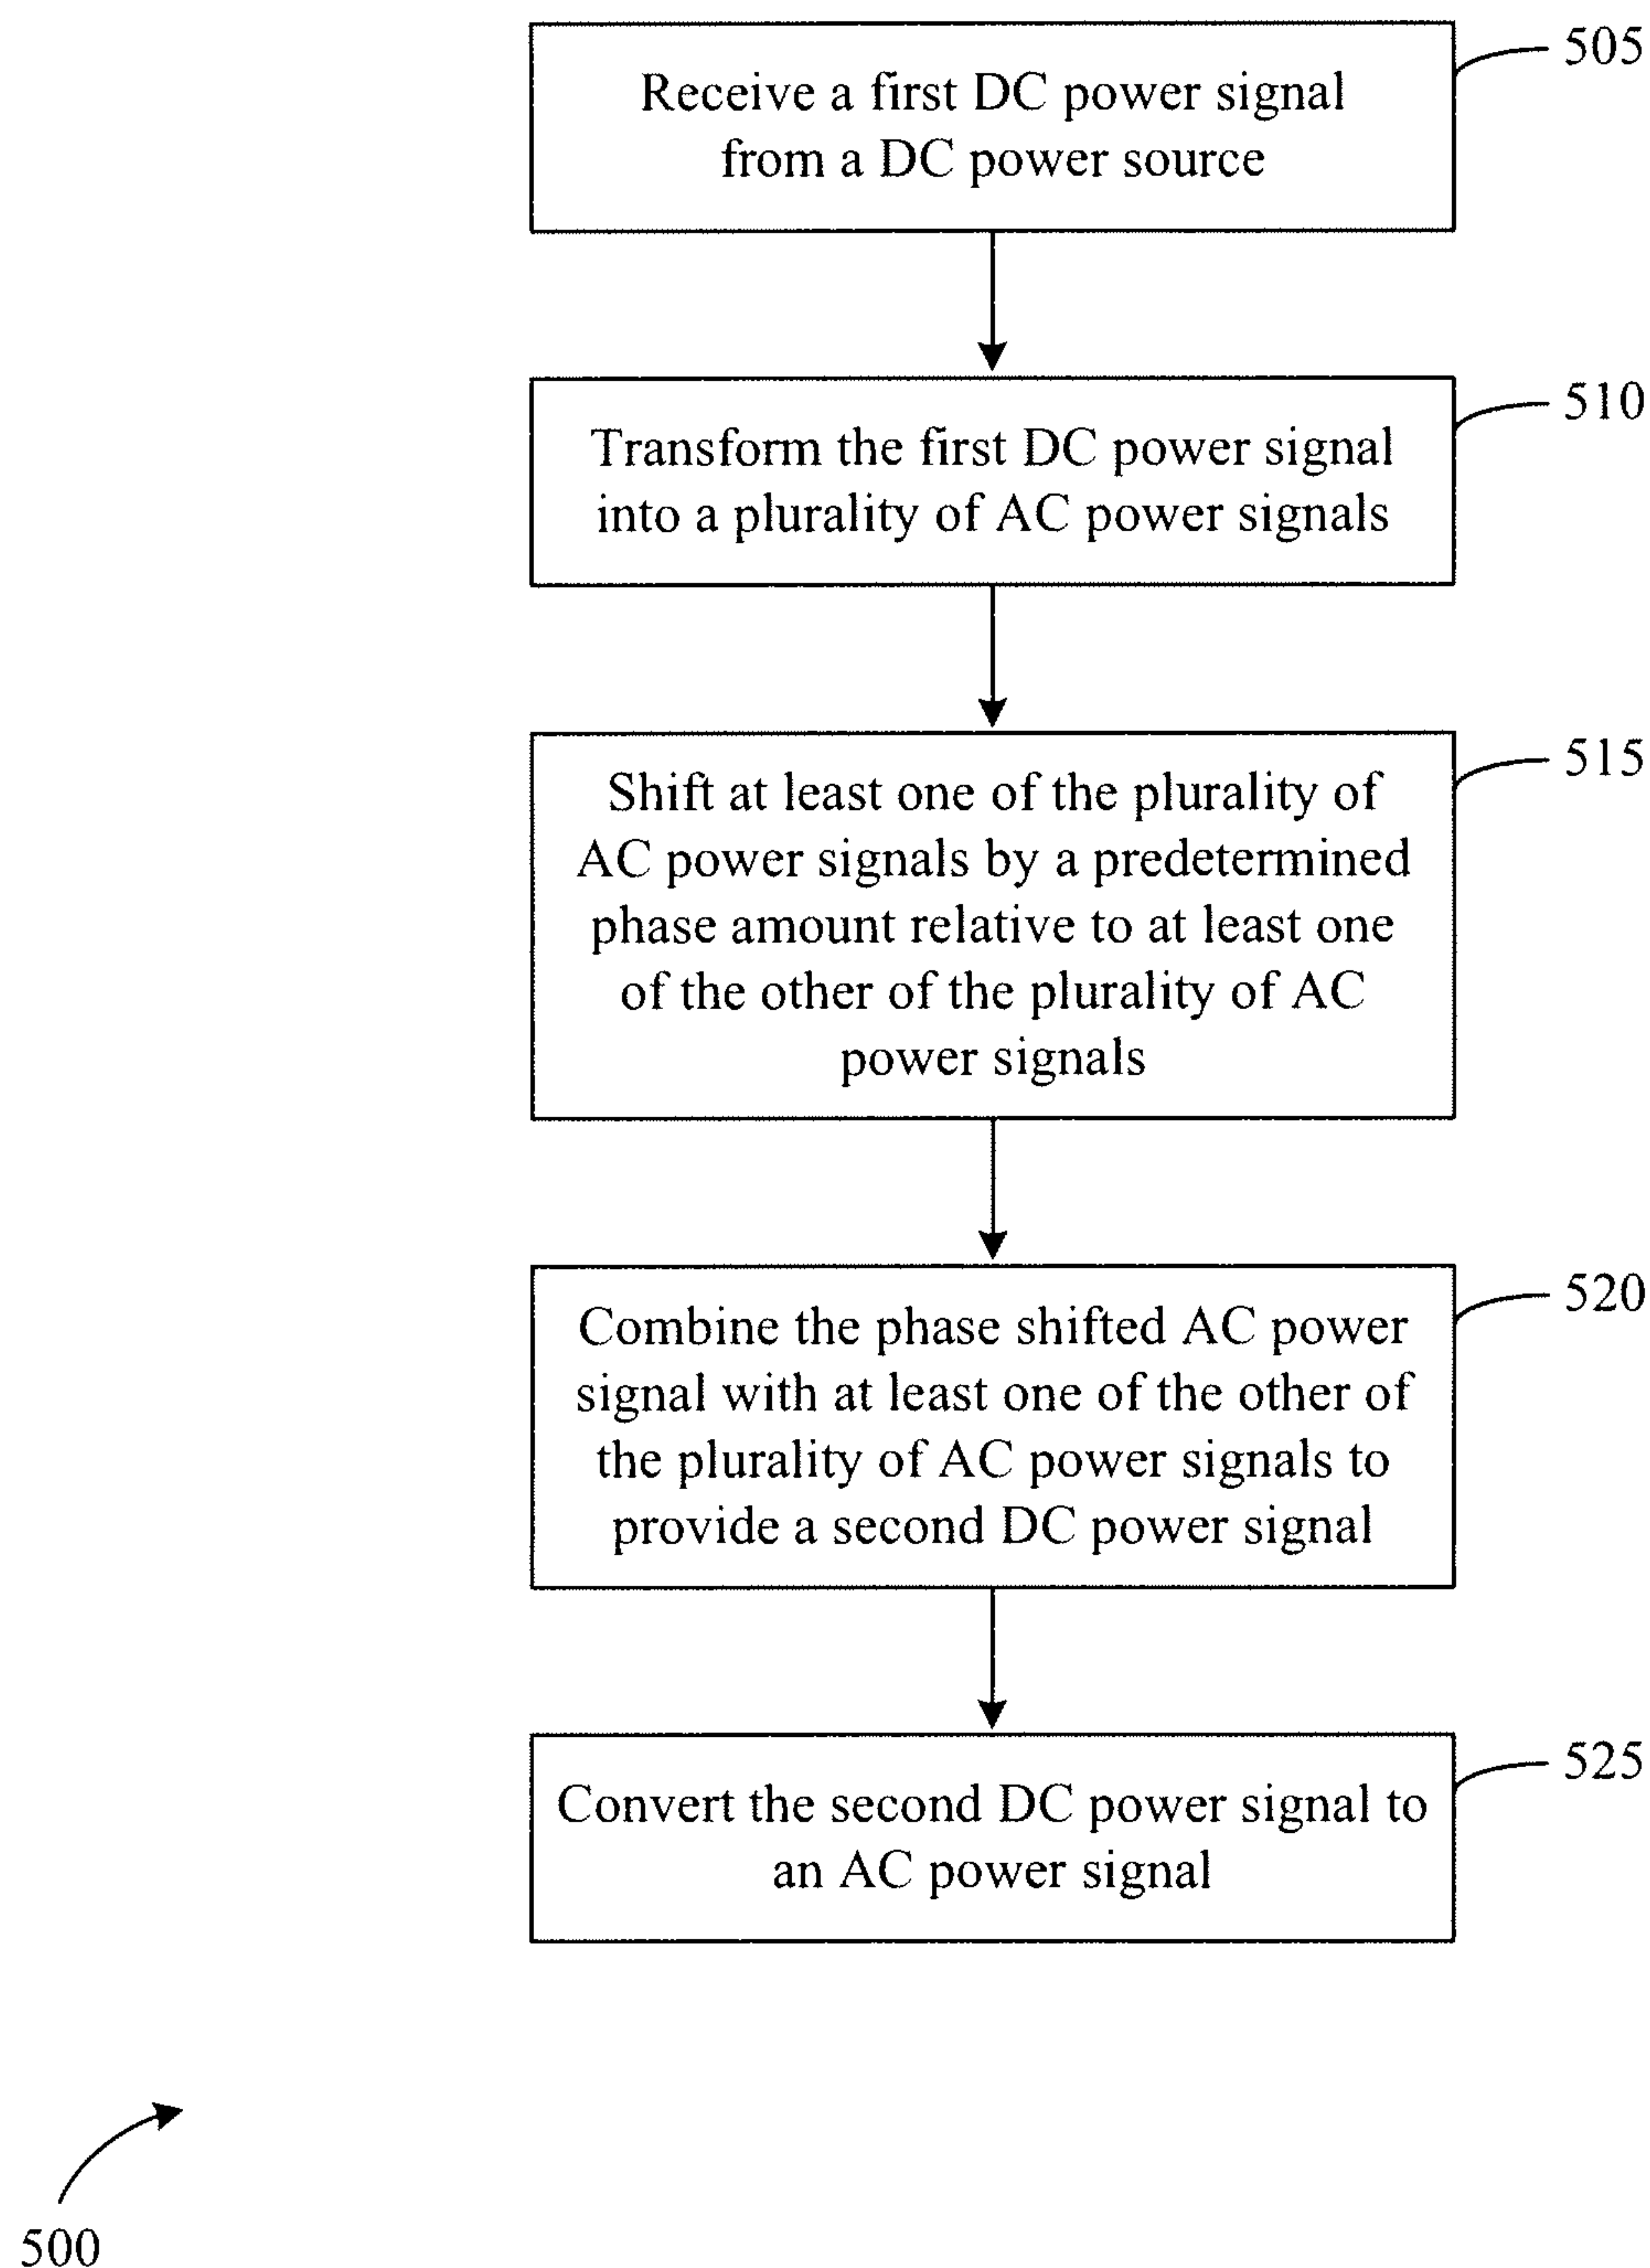 505
Receive a first DC power signal
from a DC power source
510
Transform the first DC power signal
into a plurality of AC power signals
515
Shift at least one of the plurality of
AC power signals by a predetermined
phase amount relative to at least one
of the other of the plurality of AC
power signals
520
Combine the phase shifted AC power
signal with at least one of the other of
the plurality of AC power signals to
provide a second DC power signal
525
Convert the second DC power signal to
an AC power signal
500